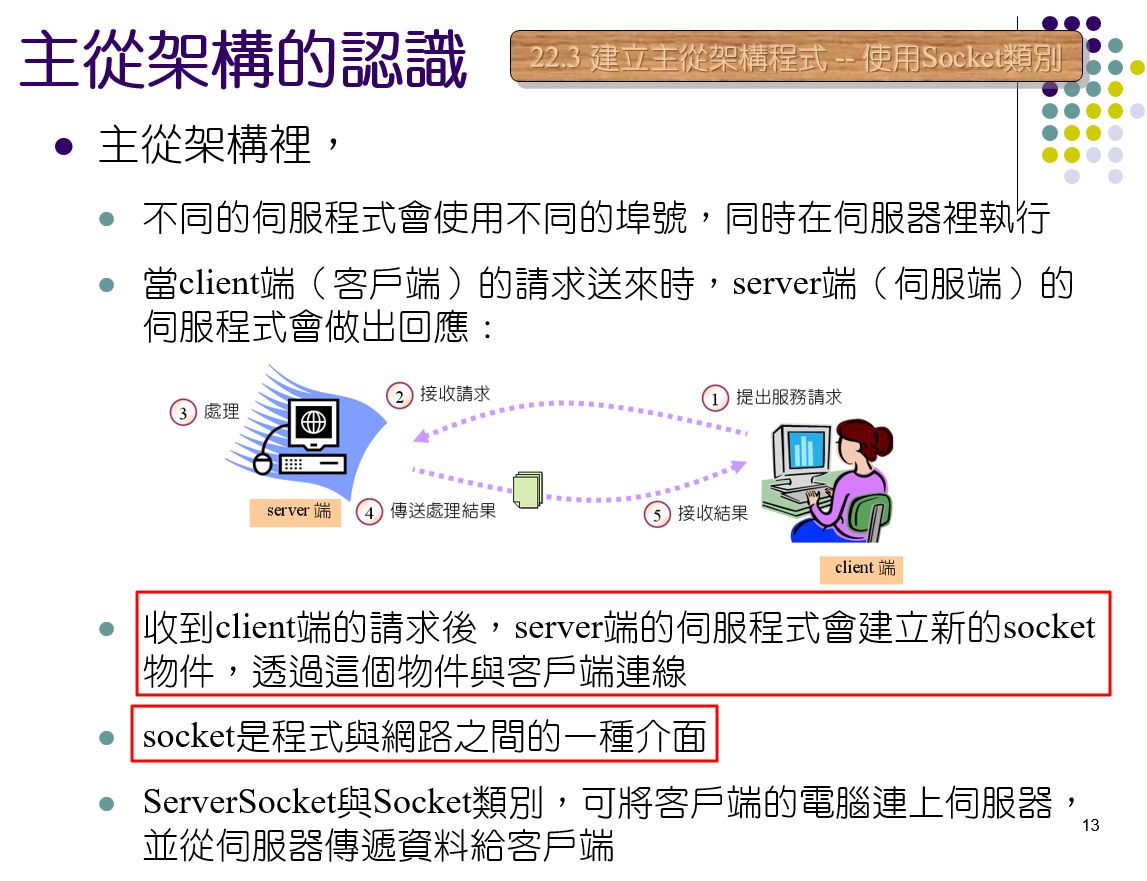 主從架構的認識
22.3 建立主從架構程式 -- 使用Socket類別
主從架構裡，
不同的伺服程式會使用不同的埠號，同時在伺服器裡執行
當client端（客戶端）的請求送來時，server端（伺服端）的
伺服程式會做出回應：
3 處理
2 接收請求
1 提出服務請求
server 端
4 傳送處理結果
5 接收結果
client 端
收到client端的請求後，server端的伺服程式會建立新的socket
物件，透過這個物件與客戶端連線
socket是程式與網路之間的一種介面
ServerSocket與Socket類別，可將客戶端的電腦連上伺服器，
並從伺服器傳遞資料給客戶端
13